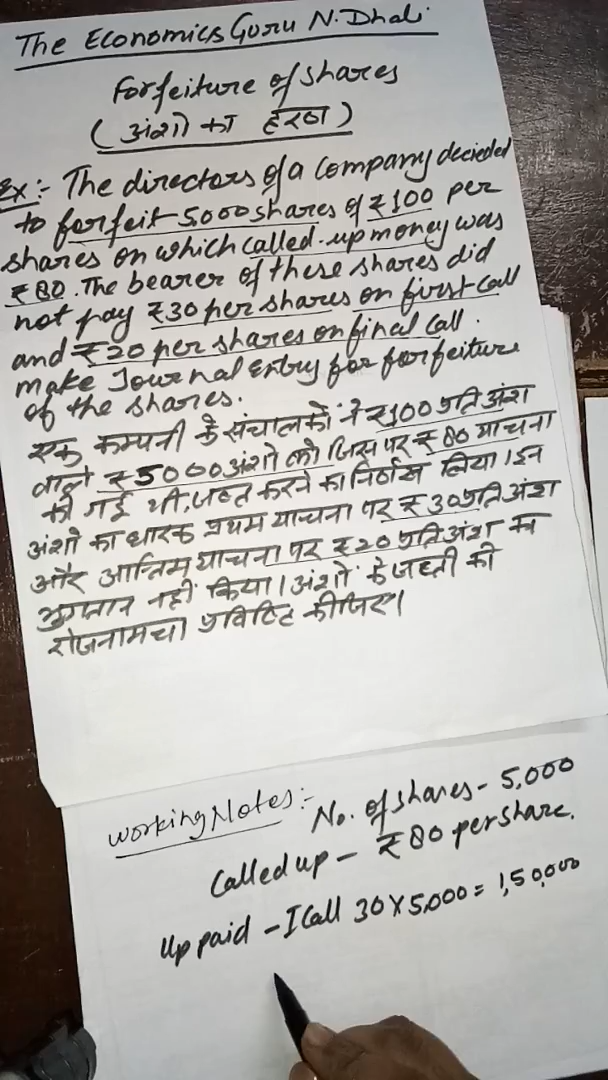 The Economics Guru N. Dhali
Forfeiture of shares
(अंशो का हरण)
Ex:- The directors of a company decided
to forfeit 5,000 shares of ₹100 per
shares on which called-up money was
₹80. The bearer of these shares did
not pay ₹30 per shares on first call
and ₹20 per shares on final call.
make Journal entry for forfeiture
of the shares.
एक कम्पनी के संचालकों ने ₹100 प्रति अंश
वाले ₹5000 अंशों को जिस पर ₹80 याचना
की गई थी, जब्त करने का निर्णय लिया। इन
अंशों का धारक प्रथम याचना पर ₹30 प्रति अंश
और अन्तिम याचना पर ₹20 प्रति अंश का
भुगतान नहीं किया। अंशों के जब्ती की
रोजनामचा प्रविष्टि कीजिए।
Working Notes:-
No. of shares - 5,000
Called up - ₹80 per share.
Up paid - I Call 30 X 5,000 = 1,50,000